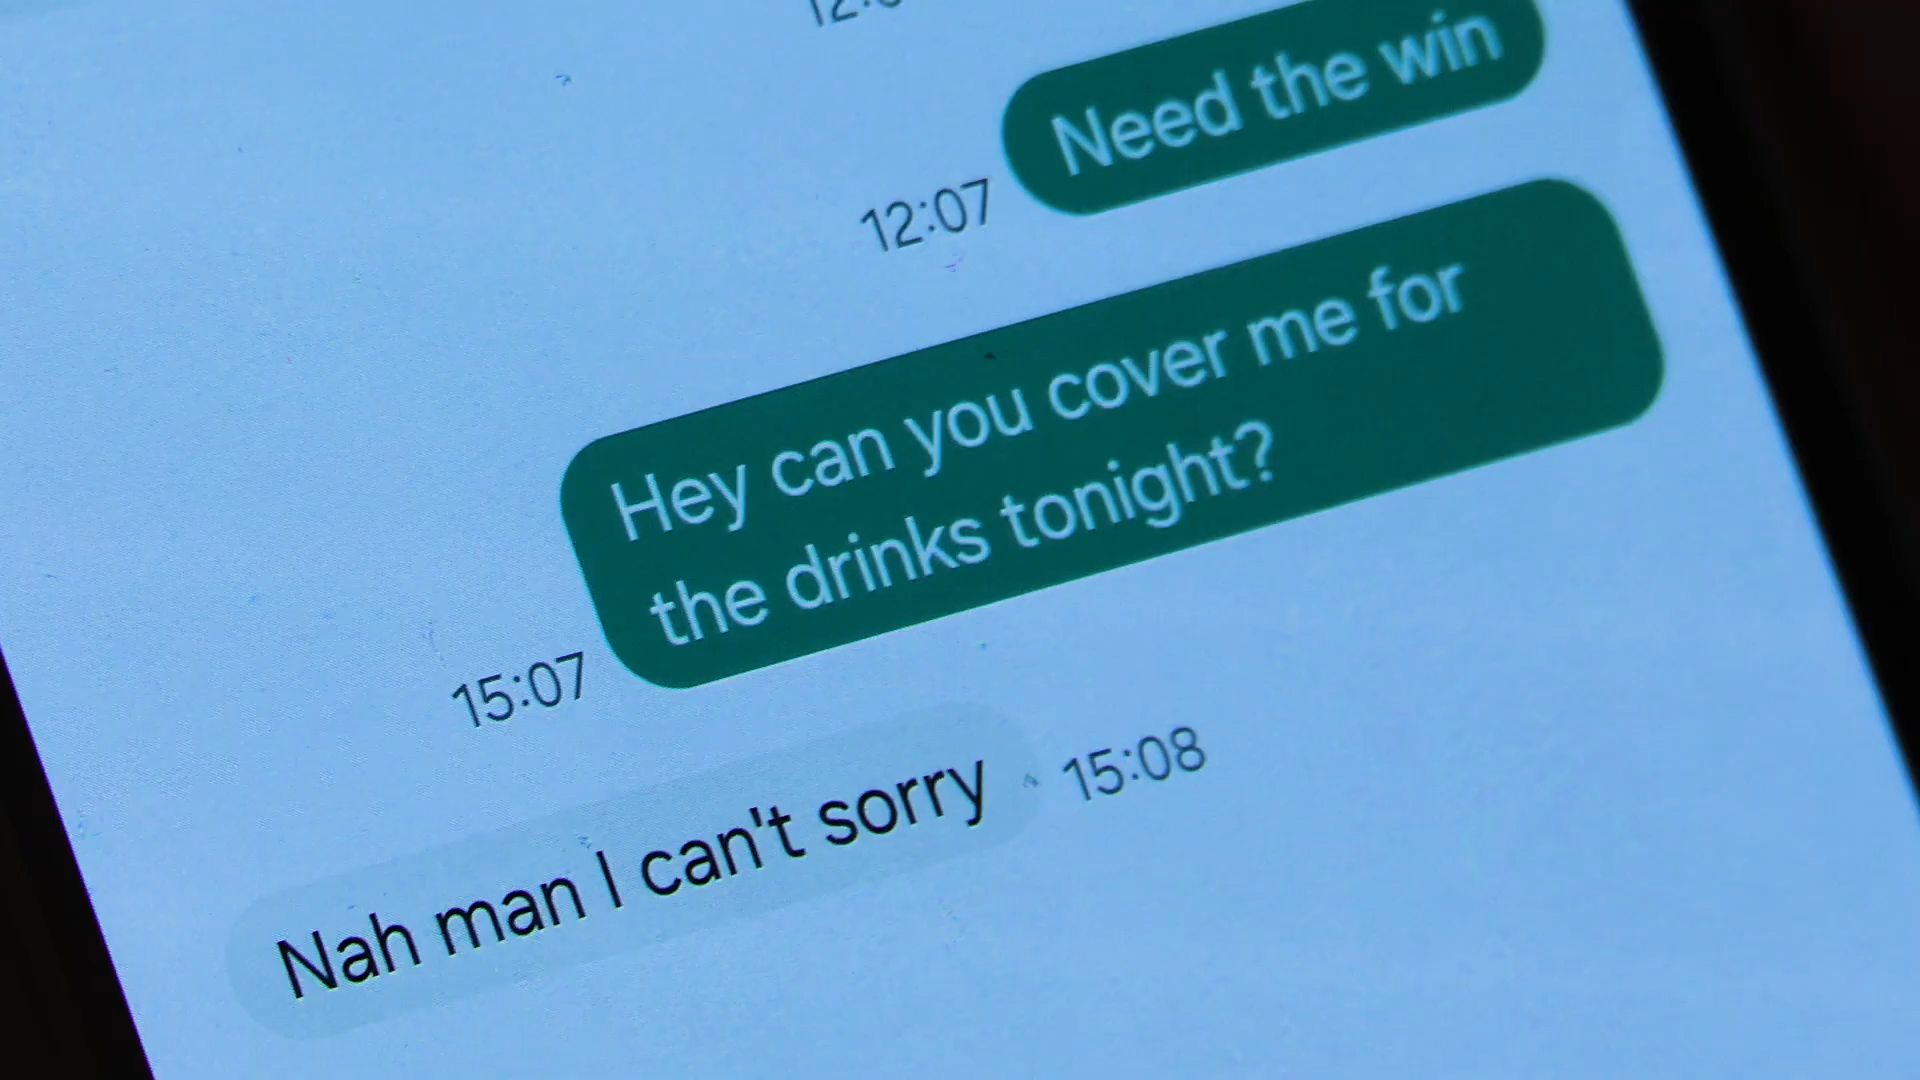 Need the win
12:07
Hey can you cover me for
the drinks tonight?
15:07
Nah man I can't sorry
15:08